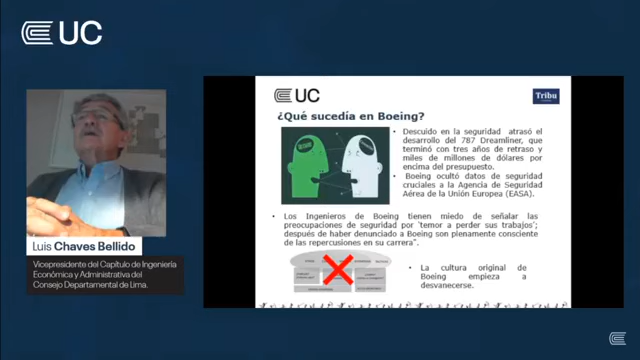 UC
UC
Tribu
¿Qué sucedía en Boeing?
Descuido en la seguridad atrasó el
desarrollo del 787 Dreamliner, que
terminó con tres años de retraso y
miles de millones de dólares por
encima del presupuesto.
Boeing ocultó datos de seguridad
cruciales a la Agencia de Seguridad
Aérea de la Unión Europea (EASA).
Los Ingenieros de Boeing tienen miedo de señalar las
preocupaciones de seguridad por 'temor a perder sus trabajos';
después de haber denunciado a Boeing son plenamente consciente
de las repercusiones en su carrera".
La cultura original de
Boeing empieza a
desvanecerse.
Luis Chaves Bellido
Vicepresidente del Capítulo de Ingeniería
Económica y Administrativa del
Consejo Departamental de Lima.